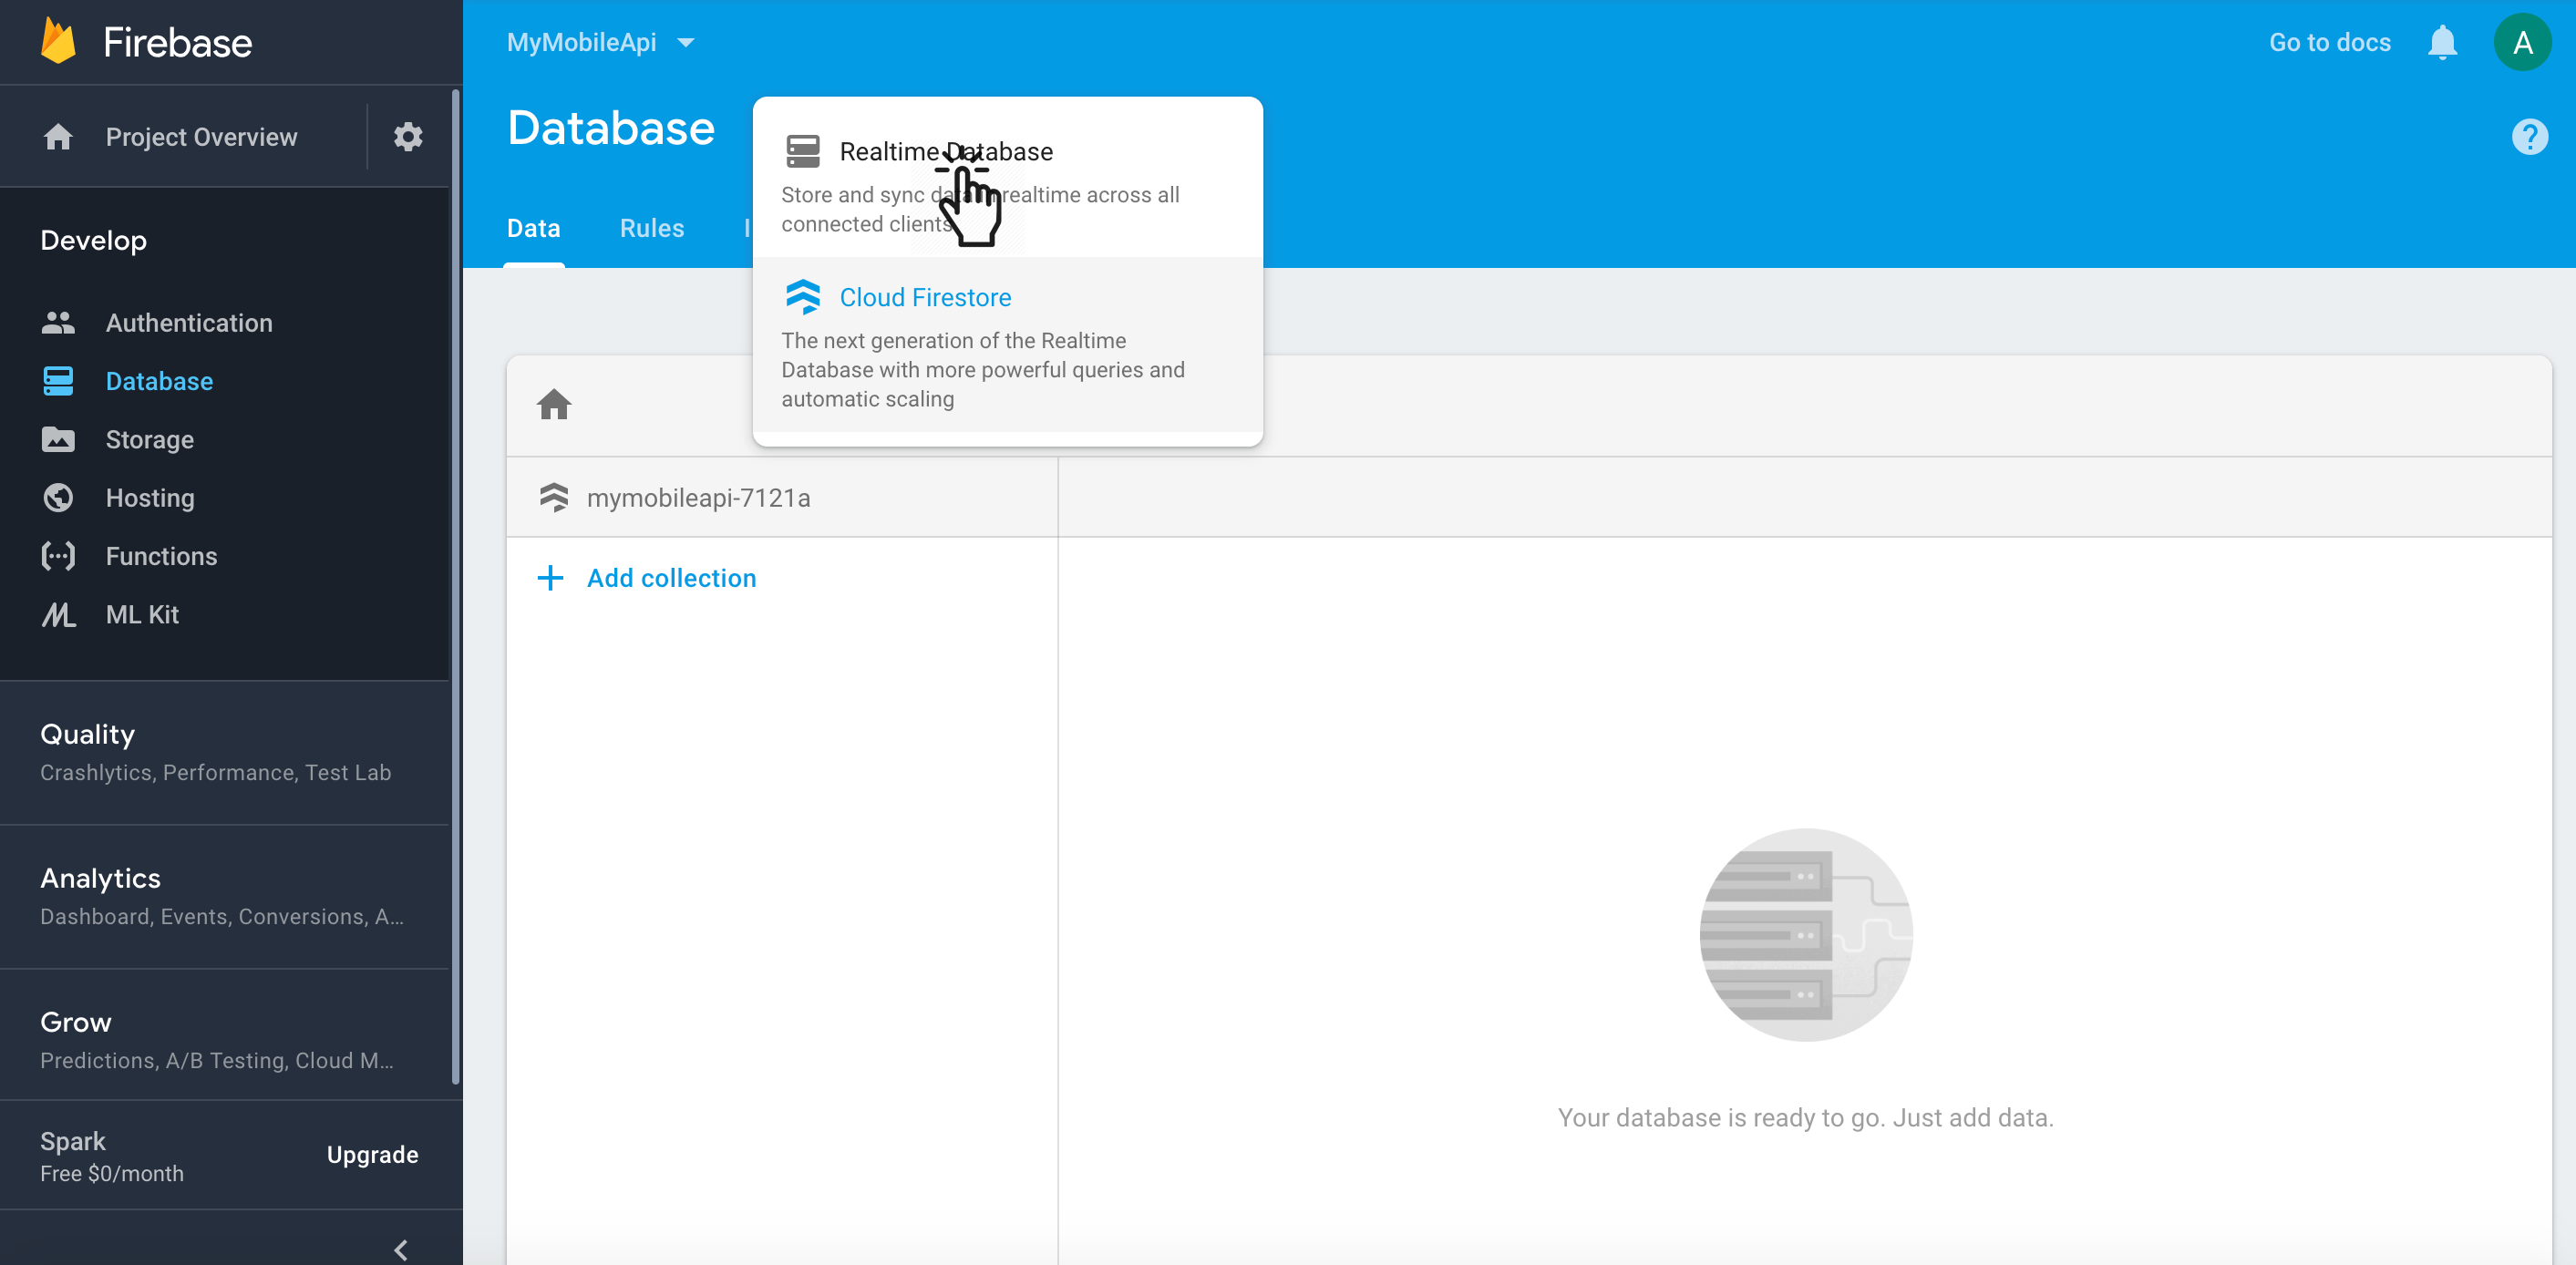 Firebase
Project Overview
Develop
Authentication
Database
Storage
Hosting
Functions
ML Kit
Quality
Crashlytics, Performance, Test Lab
Analytics
Dashboard, Events, Conversions, A...
Grow
Predictions, A/B Testing, Cloud M...
Spark
Free $0/month
Upgrade
MyMobileApi
Go to docs
A
Database
Data
Rules
Realtime Database
Store and sync data realtime across all
connected clients
Cloud Firestore
The next generation of the Realtime
Database with more powerful queries and
automatic scaling
mymobileapi-7121a
Add collection
Your database is ready to go. Just add data.